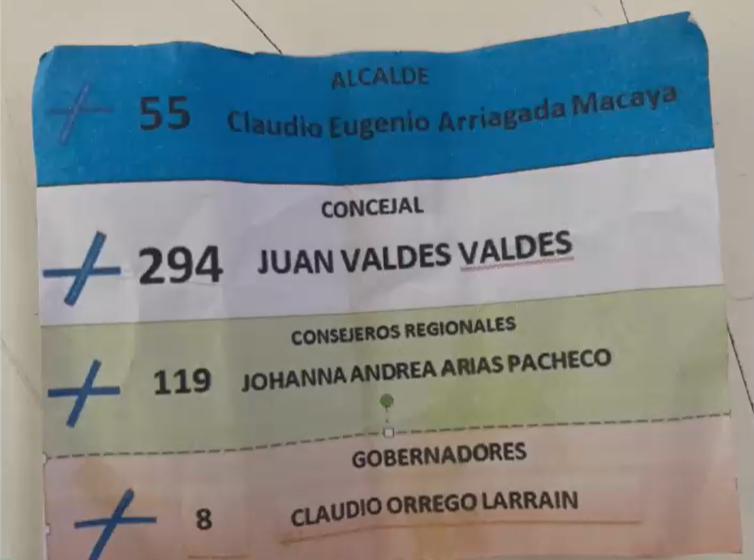 ALCALDE
55 Claudio Eugenio Arriagada Macaya
CONCEJAL
294 JUAN VALDES VALDES
CONSEJEROS REGIONALES
119 JOHANNA ANDREA ARIAS PACHECO
GOBERNADORES
8 CLAUDIO ORREGO LARRAIN